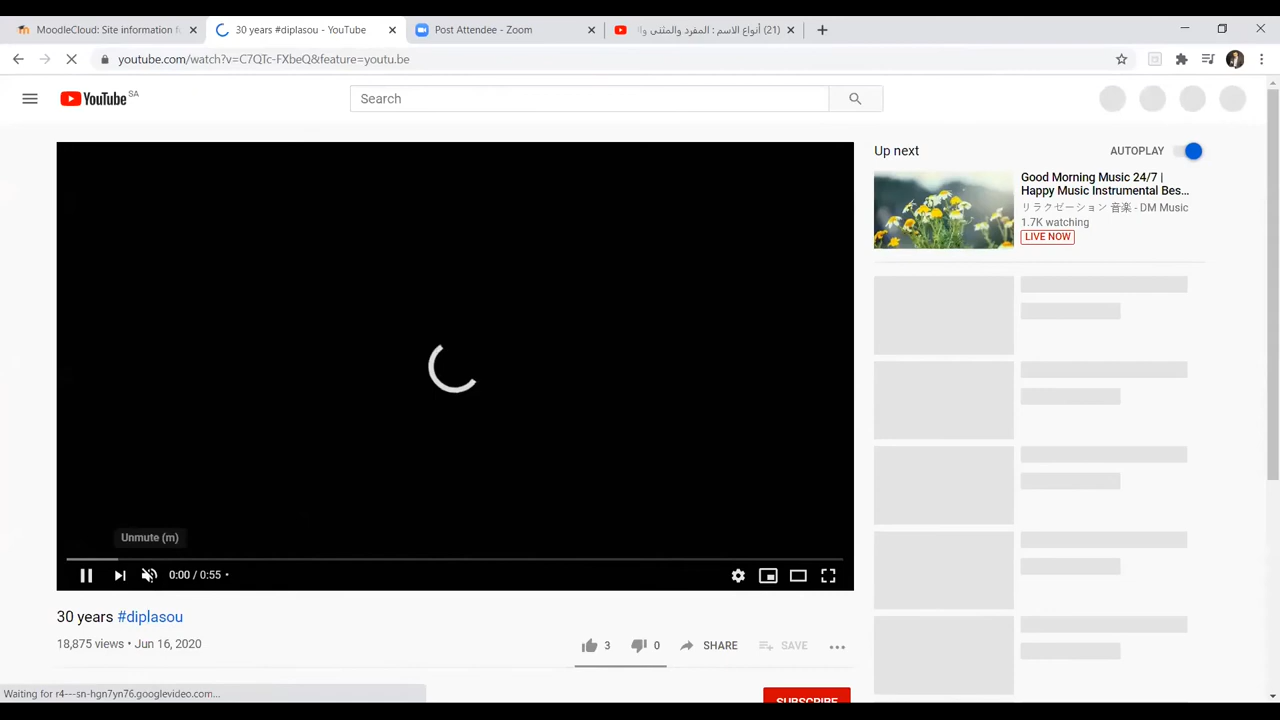 MoodleCloud: Site information f
30 years #diplasou - YouTube
Post Attendee - Zoom
(21) أنواع الاسم : المفرد والمثنى وال
youtube.com/watch?v=C7QTc-FXbeQ&feature=youtu.be
YouTube SA
Search
Up next
AUTOPLAY
Good Morning Music 24/7 |
Happy Music Instrumental Bes...
リラクゼーション 音楽 - DM Music
1.7K watching
LIVE NOW
Unmute (m)
0:00 / 0:55
30 years #diplasou
18,875 views • Jun 16, 2020
3
0
SHARE
SAVE
Waiting for r4---sn-hgn7yn76.googlevideo.com...
SUBSCRIBE